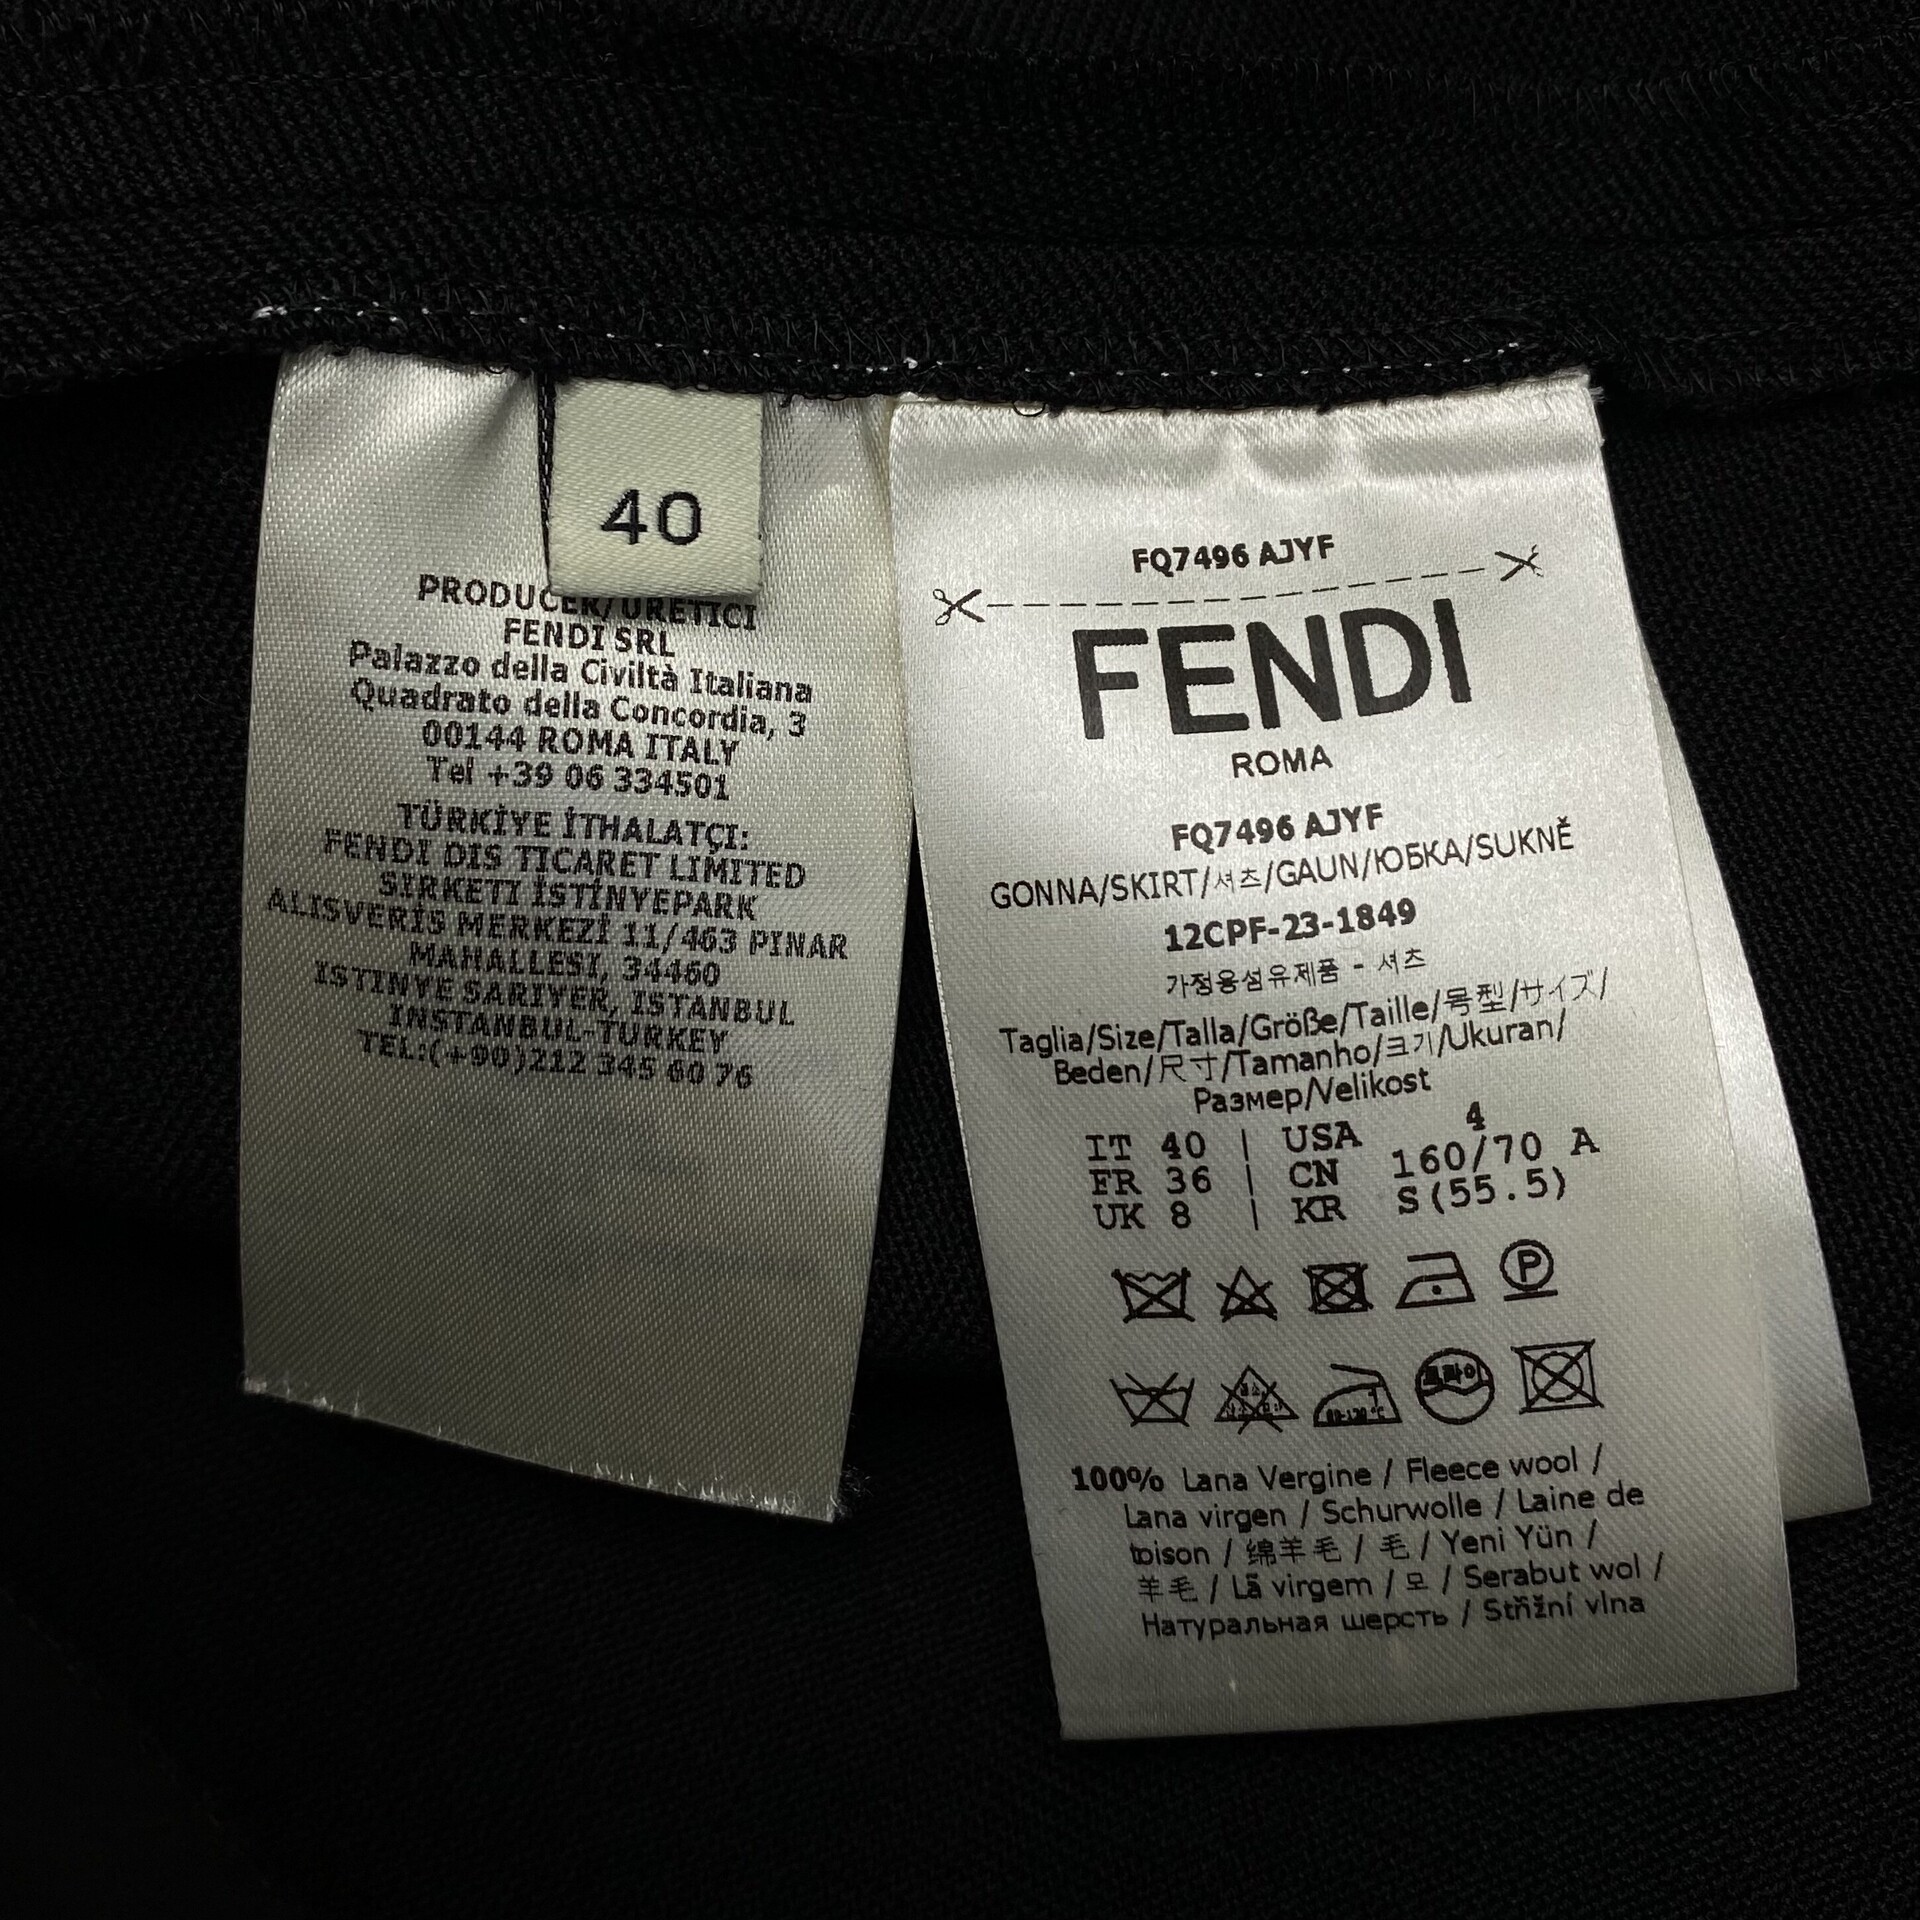 40
PRODUCER/ÜRETİCİ
FENDI SRL
Palazzo della Civiltà Italiana
Quadrato della Concordia, 3
00144 ROMA ITALY
Tel +39 06 334501
TÜRKİYE İTHALATÇI:
FENDI DIS TICARET LIMITED
SIRKETI İSTİNYEPARK
ALISVERİS MERKEZİ 11/463 PINAR
MAHALLESI, 34460
ISTINYE SARIYER, ISTANBUL
INSTANBUL-TURKEY
TEL:(+90)212 345 60 76
FQ7496 AJYF
FENDI
ROMA
FQ7496 AJYF
GONNA/SKIRT/셔츠/GAUN/ЮБКА/SUKNĚ
12CPF-23-1849
가정용섬유제품 - 셔츠
Taglia/Size/Talla/Größe/Taille/号型/サイズ/
Beden/尺寸/Tamanho/크기/Ukuran/
Размер/Velikost
IT 40 | USA 4
FR 36 | CN 160/70 A
UK 8 | KR S(55.5)
P
드라이
100% Lana Vergine / Fleece wool /
Lana virgen / Schurwolle / Laine de
toison / 绵羊毛 / 毛 / Yeni Yün /
羊毛 / Lã virgem / 모 / Serabut wol /
Натуральная шерсть / Střižní vlna